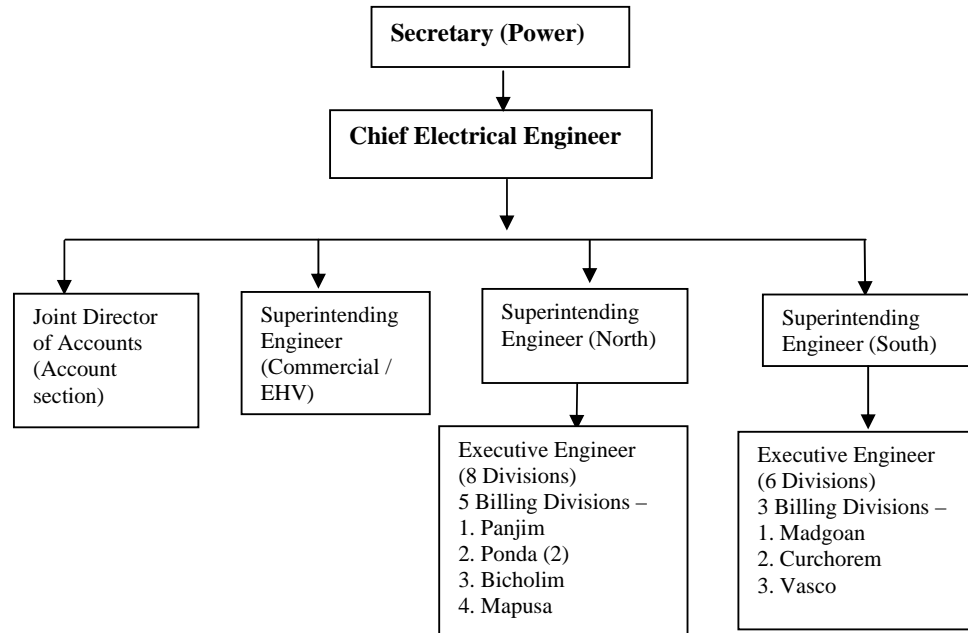 Secretary (Power)
Chief Electrical Engineer
Joint Director
of Accounts
(Account
section)
Superintending
Engineer
(Commercial /
EHV)
Superintending
Engineer (North)
Superintending
Engineer (South)
Executive Engineer
(8 Divisions)
5 Billing Divisions –
1. Panjim
2. Ponda (2)
3. Bicholim
4. Mapusa
Executive Engineer
(6 Divisions)
3 Billing Divisions –
1. Madgoan
2. Curchorem
3. Vasco